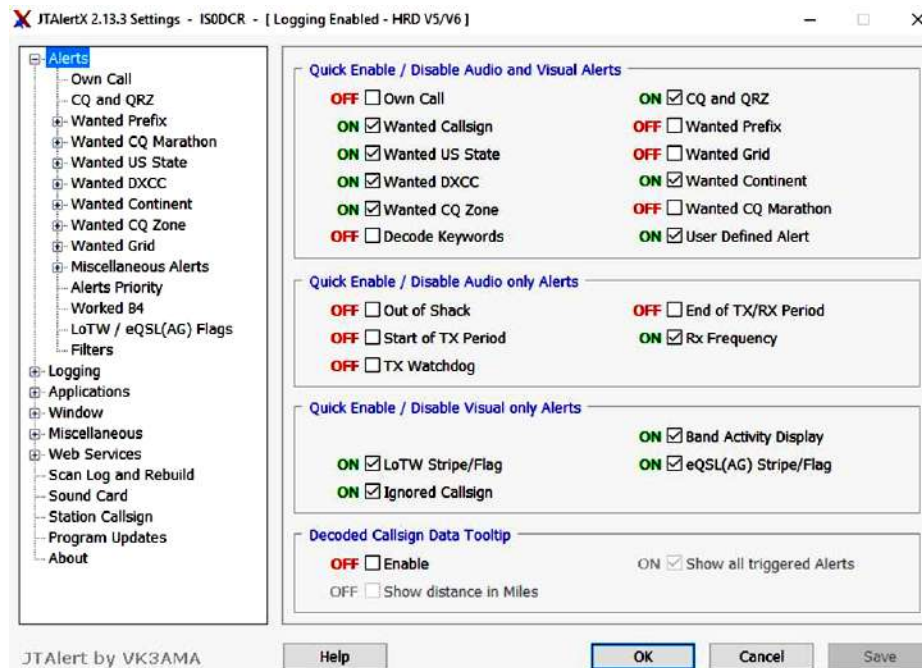 JTAlertX 2.13.3 Settings - IS0DCR - [ Logging Enabled - HRD V5/V6 ]
Alerts
Own Call
CQ and QRZ
Wanted Prefix
Wanted CQ Marathon
Wanted US State
Wanted DXCC
Wanted Continent
Wanted CQ Zone
Wanted Grid
Miscellaneous Alerts
Alerts Priority
Worked B4
LoTW / eQSL(AG) Flags
Filters
Logging
Applications
Window
Miscellaneous
Web Services
Scan Log and Rebuild
Sound Card
Station Callsign
Program Updates
About
Quick Enable / Disable Audio and Visual Alerts
OFF Own Call ON CQ and QRZ
ON Wanted Callsign OFF Wanted Prefix
ON Wanted US State OFF Wanted Grid
ON Wanted DXCC ON Wanted Continent
ON Wanted CQ Zone OFF Wanted CQ Marathon
OFF Decode Keywords ON User Defined Alert
Quick Enable / Disable Audio only Alerts
OFF Out of Shack OFF End of TX/RX Period
OFF Start of TX Period ON Rx Frequency
OFF TX Watchdog
Quick Enable / Disable Visual only Alerts
ON Band Activity Display
ON LoTW Stripe/Flag ON eQSL(AG) Stripe/Flag
ON Ignored Callsign
Decoded Callsign Data Tooltip
OFF Enable ON Show all triggered Alerts
OFF Show distance in Miles
JTAlert by VK3AMA Help OK Cancel Save